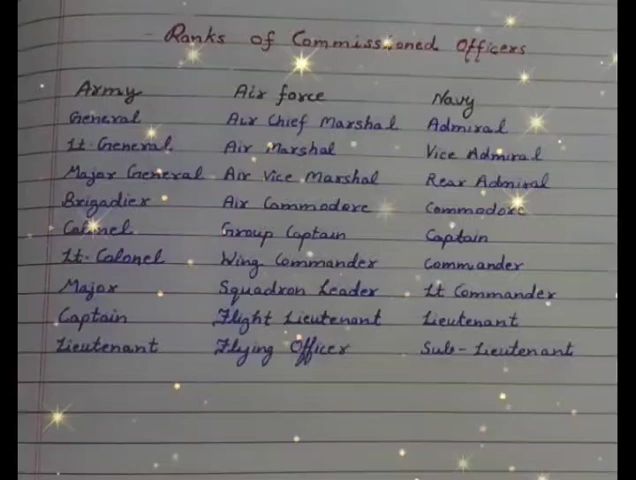 Ranks of Commissioned Officers
Army Air force Navy
General Air Chief Marshal Admiral
Lt. General Air Marshal Vice Admiral
Major General Air Vice Marshal Rear Admiral
Brigadier Air Commodore Commodore
Colonel Group Captain Captain
Lt. Colonel Wing Commander Commander
Major Squadron Leader Lt Commander
Captain Flight Lieutenant Lieutenant
Lieutenant Flying Officer Sub-Lieutenant